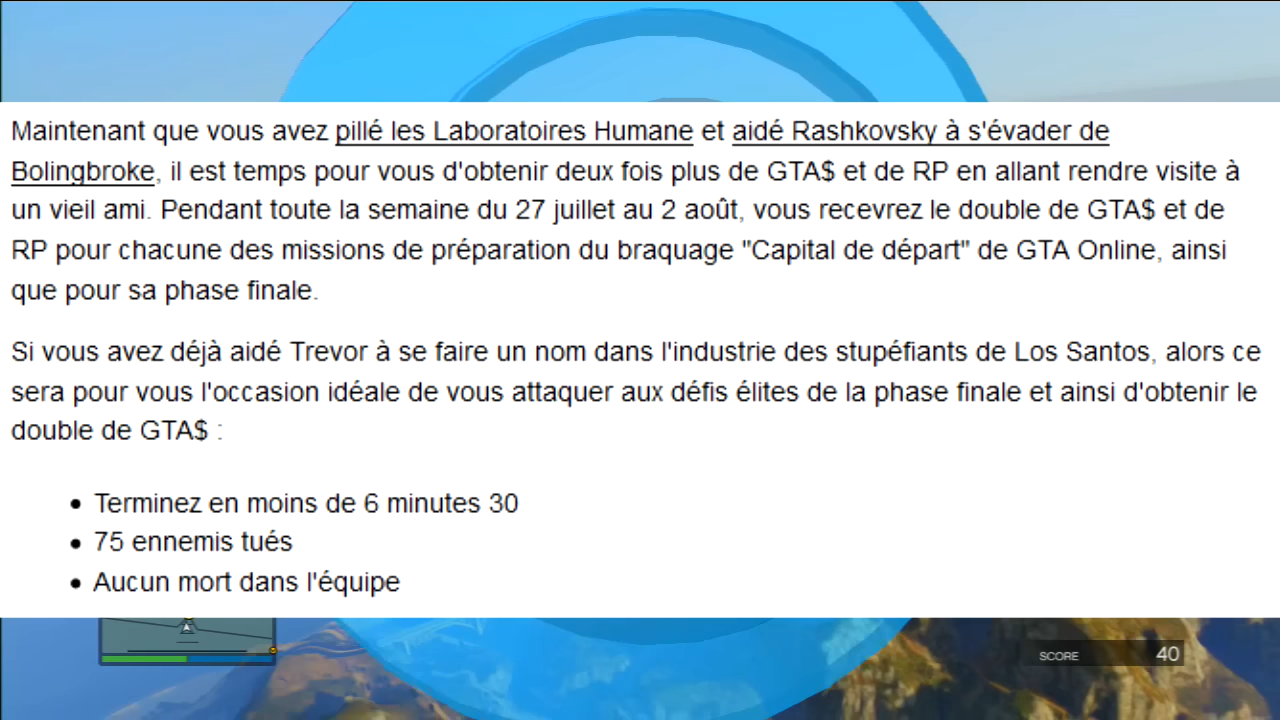 Maintenant que vous avez pillé les Laboratoires Humane et aidé Rashkovsky à s'évader de
Bolingbroke, il est temps pour vous d'obtenir deux fois plus de GTA$ et de RP en allant rendre visite à
un vieil ami. Pendant toute la semaine du 27 juillet au 2 août, vous recevrez le double de GTA$ et de
RP pour chacune des missions de préparation du braquage "Capital de départ" de GTA Online, ainsi
que pour sa phase finale.
Si vous avez déjà aidé Trevor à se faire un nom dans l'industrie des stupéfiants de Los Santos, alors ce
sera pour vous l'occasion idéale de vous attaquer aux défis élites de la phase finale et ainsi d'obtenir le
double de GTA$ :
• Terminez en moins de 6 minutes 30
• 75 ennemis tués
• Aucun mort dans l'équipe
SCORE 40